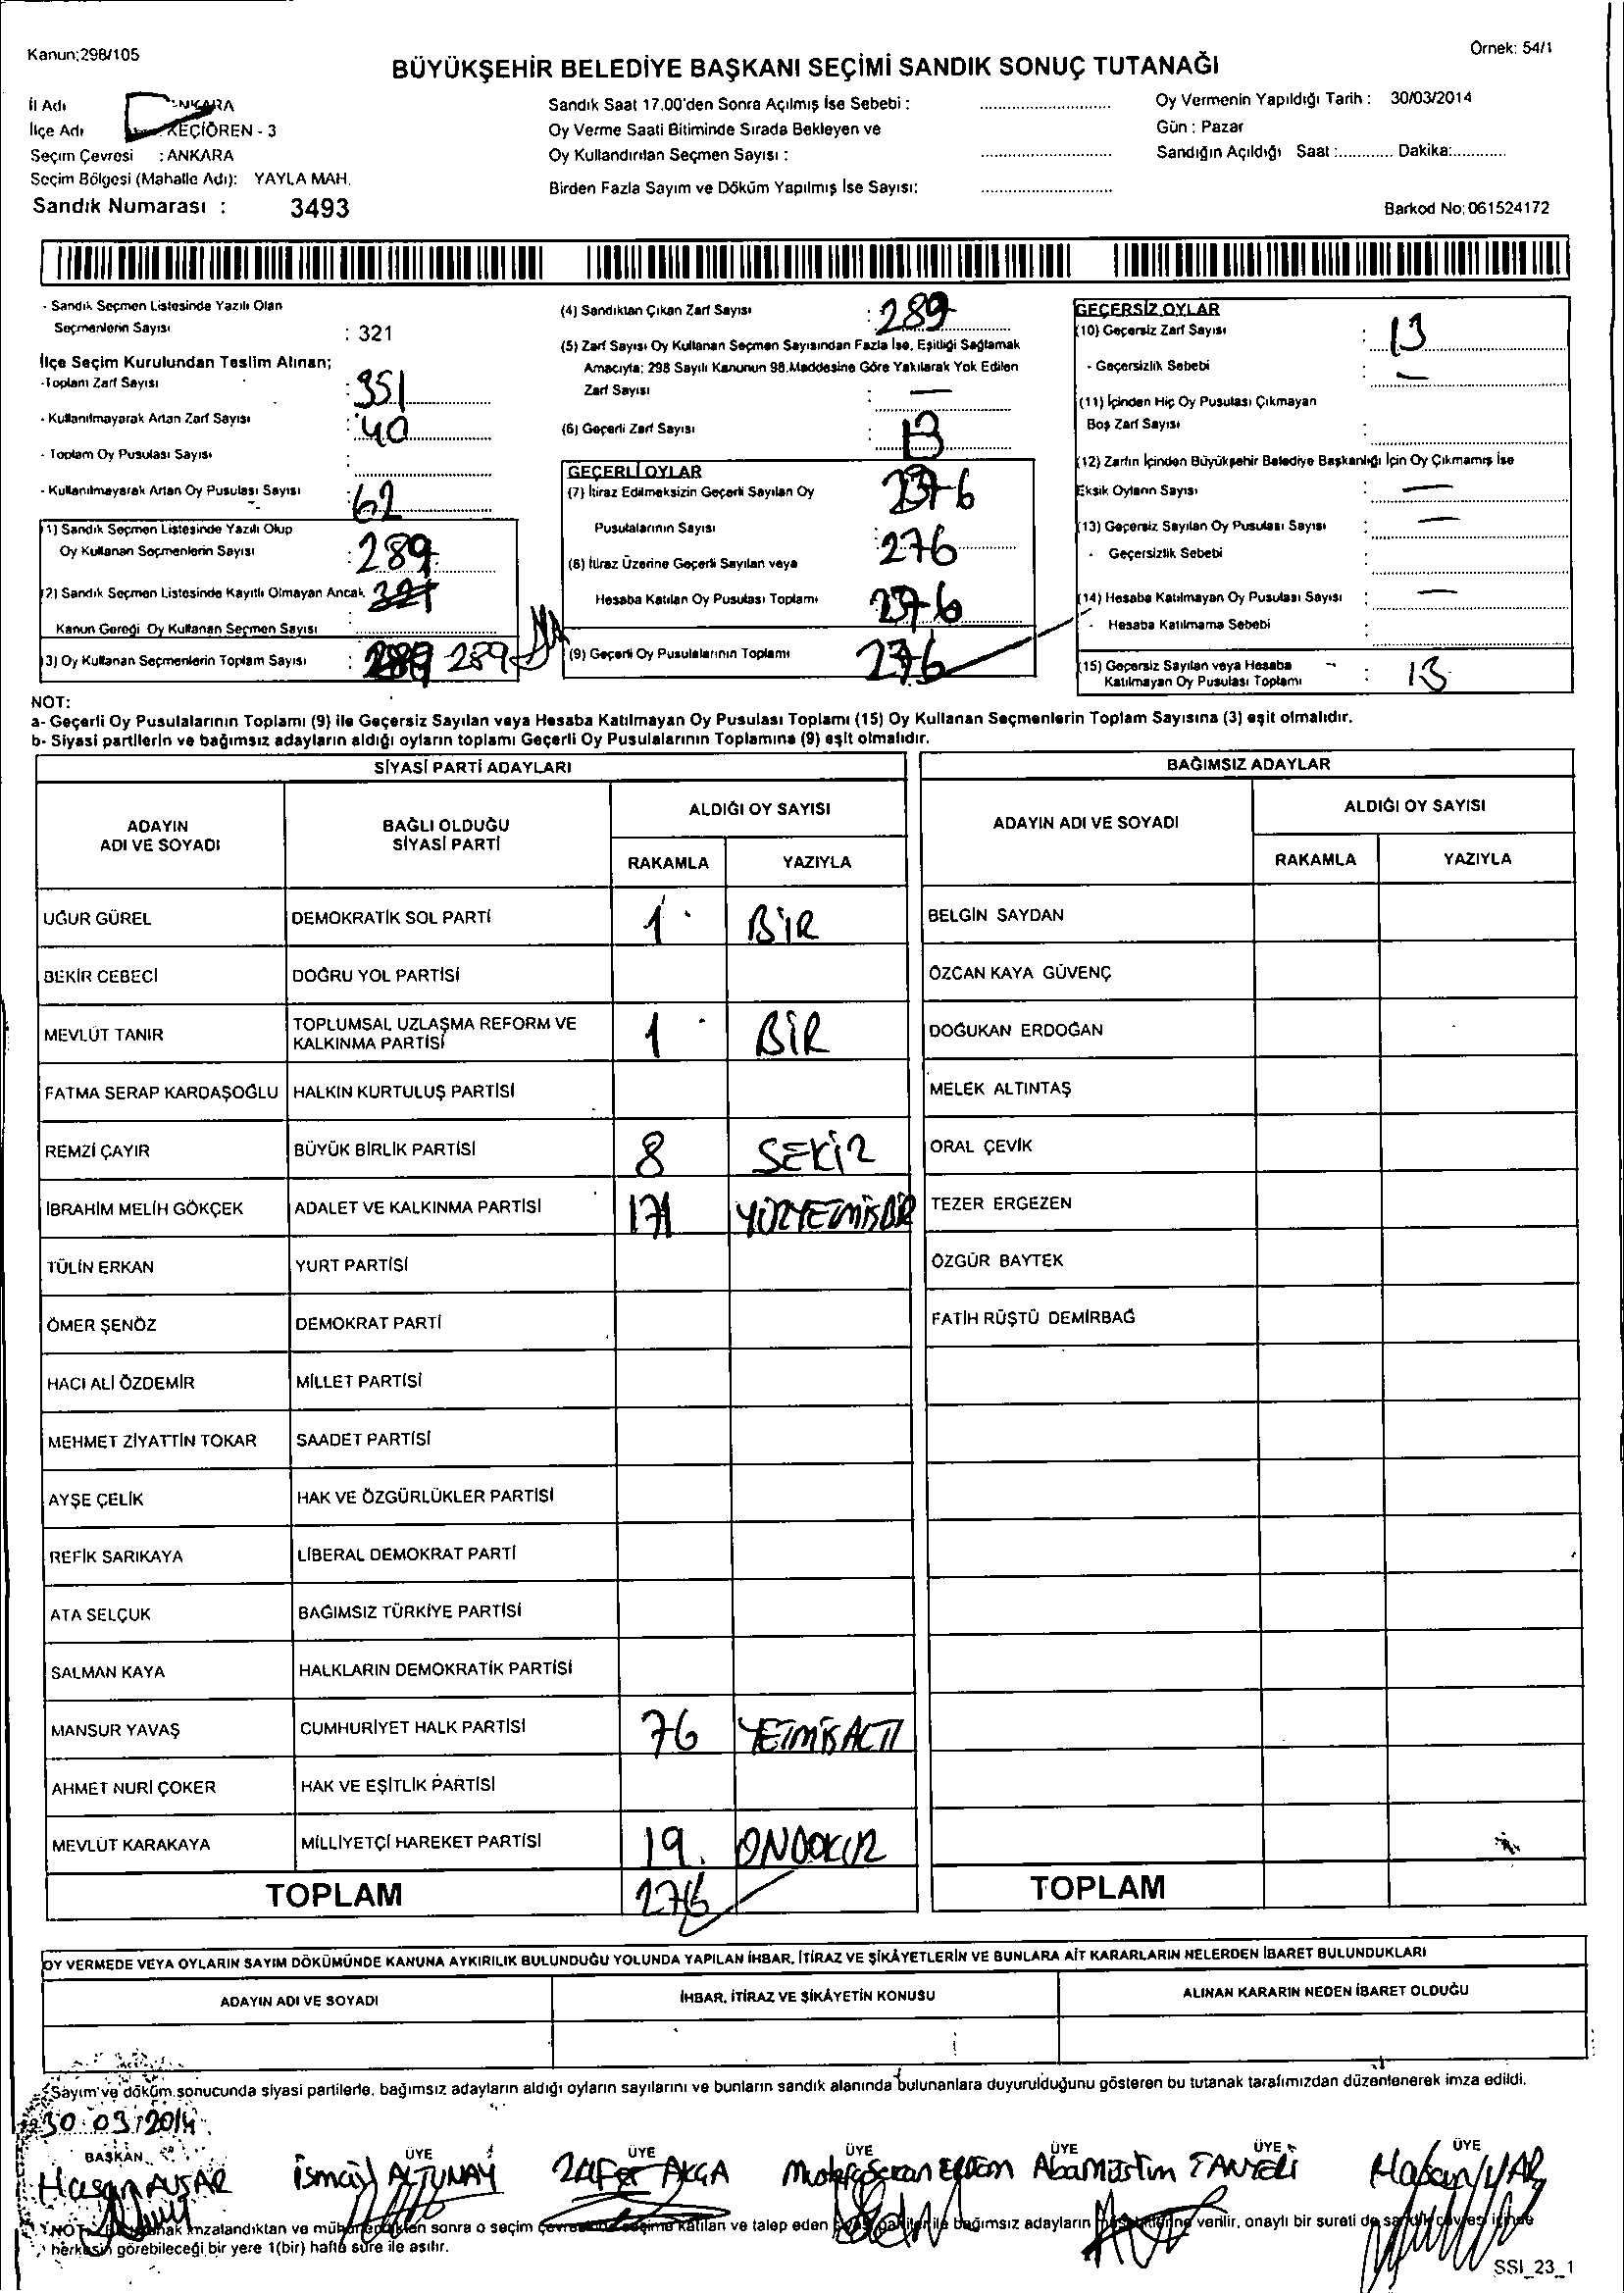 Kanun;298/105
Örnek: 54/1
BÜYÜKŞEHİR BELEDİYE BAŞKANI SEÇİMİ SANDIK SONUÇ TUTANAĞI
İl Adı ANKARA
İlçe Adı KEÇİÖREN - 3
Seçim Çevresi : ANKARA
Seçim Bölgesi (Mahalle Adı): YAYLA MAH.
Sandık Numarası : 3493
Sandık Saat 17.00'den Sonra Açılmış İse Sebebi :
Oy Verme Saati Bitiminde Sırada Bekleyen ve
Oy Kullandırılan Seçmen Sayısı :
Birden Fazla Sayım ve Döküm Yapılmış İse Sayısı:
Oy Vermenin Yapıldığı Tarih : 30/03/2014
Gün : Pazar
Sandığın Açıldığı Saat :............ Dakika:............
Barkod No: 061524172
- Sandık Seçmen Listesinde Yazılı Olan
Seçmenlerin Sayısı : 321
İlçe Seçim Kurulundan Teslim Alınan;
-Toplam Zarf Sayısı : 351
- Kullanılmayarak Artan Zarf Sayısı : 40
- Toplam Oy Pusulası Sayısı :
- Kullanılmayarak Artan Oy Pusulası Sayısı : 62
(1) Sandık Seçmen Listesinde Yazılı Olup
Oy Kullanan Seçmenlerin Sayısı : 289
(2) Sandık Seçmen Listesinde Kayıtlı Olmayan Ancak
Kanun Gereği Oy Kullanan Seçmen Sayısı
(3) Oy Kullanan Seçmenlerin Toplam Sayısı : 289
(4) Sandıktan Çıkan Zarf Sayısı : 289
(5) Zarf Sayısı Oy Kullanan Seçmen Sayısından Fazla İse, Eşitliği Sağlamak
Amacıyla; 298 Sayılı Kanunun 98.Maddesine Göre Yakılarak Yok Edilen
Zarf Sayısı : —
(6) Geçerli Zarf Sayısı : 13
GEÇERLİ OYLAR
(7) İtiraz Edilmeksizin Geçerli Sayılan Oy 276
Pusulalarının Sayısı : 276
(8) İtiraz Üzerine Geçerli Sayılan veya
Hesaba Katılan Oy Pusulası Toplamı 276
(9) Geçerli Oy Pusulalarının Toplamı 276
GEÇERSİZ OYLAR
(10) Geçersiz Zarf Sayısı : 13
- Geçersizlik Sebebi : —
(11) İçinden Hiç Oy Pusulası Çıkmayan
Boş Zarf Sayısı :
(12) Zarfın İçinden Büyükşehir Belediye Başkanlığı İçin Oy Çıkmamış İse
Eksik Oyların Sayısı : —
(13) Geçersiz Sayılan Oy Pusulası Sayısı : —
- Geçersizlik Sebebi :
(14) Hesaba Katılmayan Oy Pusulası Sayısı : —
- Hesaba Katılmama Sebebi :
(15) Geçersiz Sayılan veya Hesaba
Katılmayan Oy Pusulası Toplamı : 13
NOT:
a- Geçerli Oy Pusulalarının Toplamı (9) ile Geçersiz Sayılan veya Hesaba Katılmayan Oy Pusulası Toplamı (15) Oy Kullanan Seçmenlerin Toplam Sayısına (3) eşit olmalıdır.
b- Siyasi partilerin ve bağımsız adayların aldığı oyların toplamı Geçerli Oy Pusulalarının Toplamına (9) eşit olmalıdır.
SİYASİ PARTİ ADAYLARI
ADAYIN
ADI VE SOYADI
BAĞLI OLDUĞU
SİYASİ PARTİ
ALDIĞI OY SAYISI
RAKAMLA YAZIYLA
UĞUR GÜREL DEMOKRATİK SOL PARTİ 1 BİR
BEKİR CEBECİ DOĞRU YOL PARTİSİ
MEVLÜT TANIR TOPLUMSAL UZLAŞMA REFORM VE
KALKINMA PARTİSİ 1 BİR
FATMA SERAP KARDAŞOĞLU HALKIN KURTULUŞ PARTİSİ
REMZİ ÇAYIR BÜYÜK BİRLİK PARTİSİ 8 SEKİZ
İBRAHİM MELİH GÖKÇEK ADALET VE KALKINMA PARTİSİ 171 YÜZYETMİŞBİR
TÜLİN ERKAN YURT PARTİSİ
ÖMER ŞENÖZ DEMOKRAT PARTİ
HACI ALİ ÖZDEMİR MİLLET PARTİSİ
MEHMET ZİYATTİN TOKAR SAADET PARTİSİ
AYŞE ÇELİK HAK VE ÖZGÜRLÜKLER PARTİSİ
REFİK SARIKAYA LİBERAL DEMOKRAT PARTİ
ATA SELÇUK BAĞIMSIZ TÜRKİYE PARTİSİ
SALMAN KAYA HALKLARIN DEMOKRATİK PARTİSİ
MANSUR YAVAŞ CUMHURİYET HALK PARTİSİ 76 YETMİŞALTI
AHMET NURİ ÇOKER HAK VE EŞİTLİK PARTİSİ
MEVLÜT KARAKAYA MİLLİYETÇİ HAREKET PARTİSİ 19 ONDOKUZ
TOPLAM 276
BAĞIMSIZ ADAYLAR
ADAYIN ADI VE SOYADI
ALDIĞI OY SAYISI
RAKAMLA YAZIYLA
BELGİN SAYDAN
ÖZCAN KAYA GÜVENÇ
DOĞUKAN ERDOĞAN
MELEK ALTINTAŞ
ORAL ÇEVİK
TEZER ERGEZEN
ÖZGÜR BAYTEK
FATİH RÜŞTÜ DEMİRBAĞ
TOPLAM
OY VERMEDE VEYA OYLARIN SAYIM DÖKÜMÜNDE KANUNA AYKIRILIK BULUNDUĞU YOLUNDA YAPILAN İHBAR, İTİRAZ VE ŞİKÂYETLERİN VE BUNLARA AİT KARARLARIN NELERDEN İBARET BULUNDUKLARI
ADAYIN ADI VE SOYADI
İHBAR, İTİRAZ VE ŞİKÂYETİN KONUSU
ALINAN KARARIN NEDEN İBARET OLDUĞU
Sayım ve döküm sonucunda siyasi partilerle, bağımsız adayların aldığı oyların sayılarını ve bunların sandık alanında bulunanlara duyurulduğunu gösteren bu tutanak tarafımızdan düzenlenerek imza edildi.
30.03.2014
BAŞKAN ÜYE ÜYE ÜYE ÜYE ÜYE ÜYE
Hasan AVŞAR İsmail ALTUNAY Zafer AKÇA Mustafa Sercan ERDEM TANYELİ Hasan
NOT: tutanak imzalandıktan ve mühürlendikten sonra o seçim çevresinde seçime katılan ve talep eden siyasi partiler ile bağımsız adayların müşahitlerine verilir, onaylı bir sureti de sandık çevresi içinde
herkesin görebileceği bir yere 1(bir) hafta süre ile asılır.
SSI_23_1